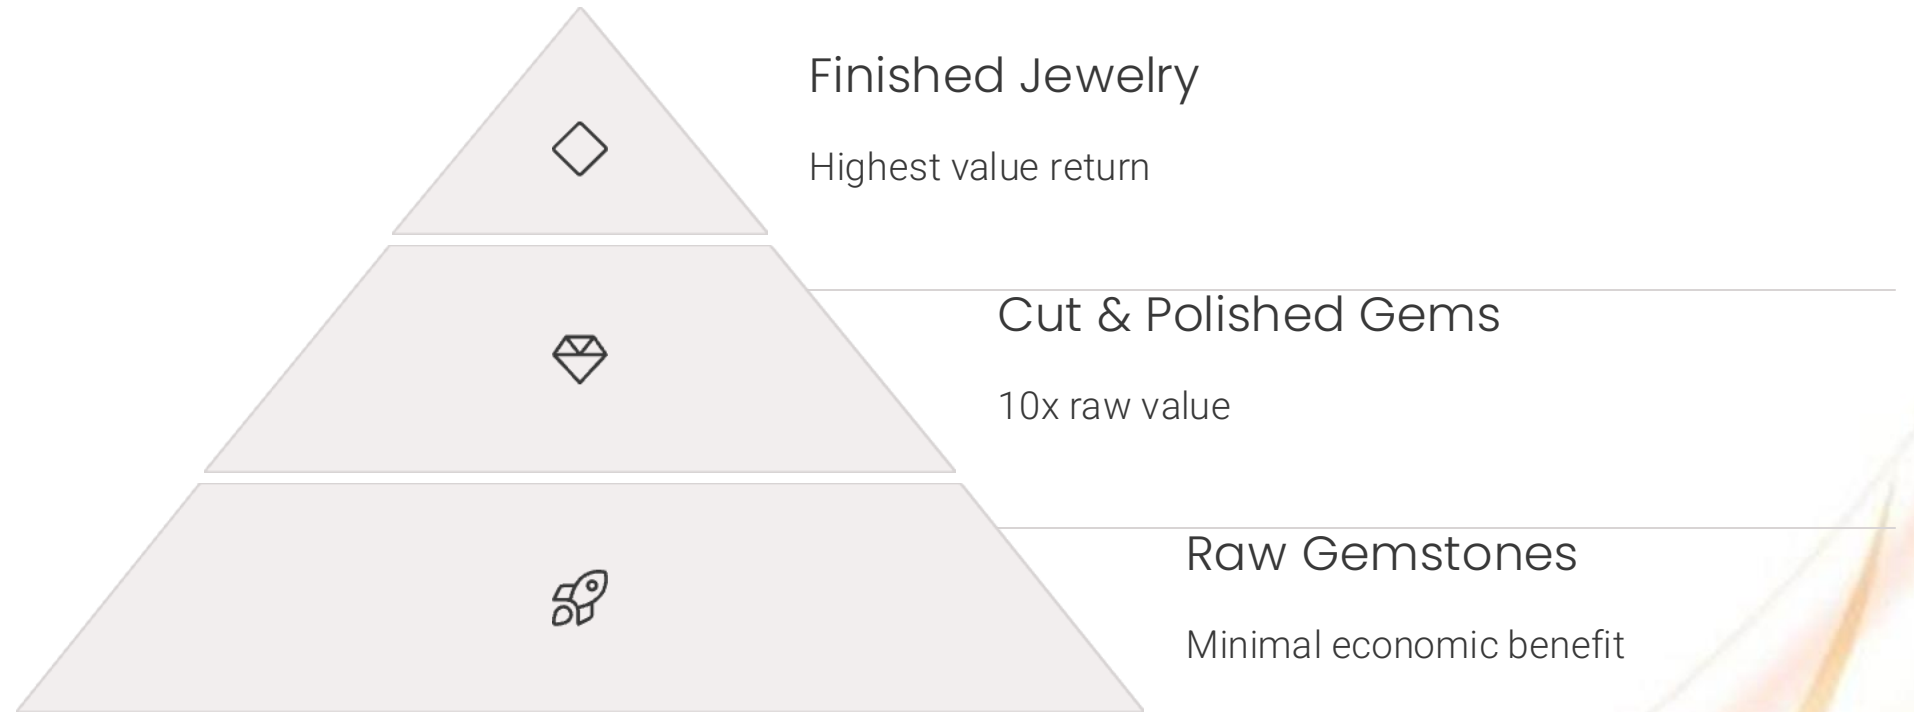 Finished Jewelry
Highest value return
Cut & Polished Gems
10x raw value
Raw Gemstones
Minimal economic benefit